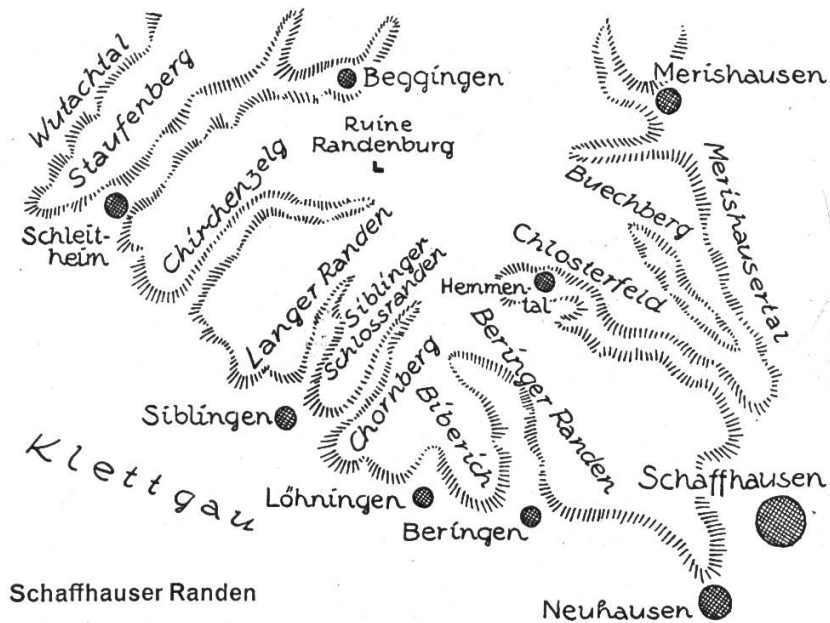 Wutachtal
Staufenberg
Beggingen
Merishausen
Ruine
Randenburg
Schleit-
heim
Chirchenzelg
Buechberg
Merishausertal
Langer Randen
Siblinger
Schlossranden
Hemmen-
tal
Chlosterfeld
Siblingen
Chornberg
Biberich
Beringer Randen
Klettgau
Löhningen
Beringen
Schaffhausen
Neuhausen
Schaffhauser Randen